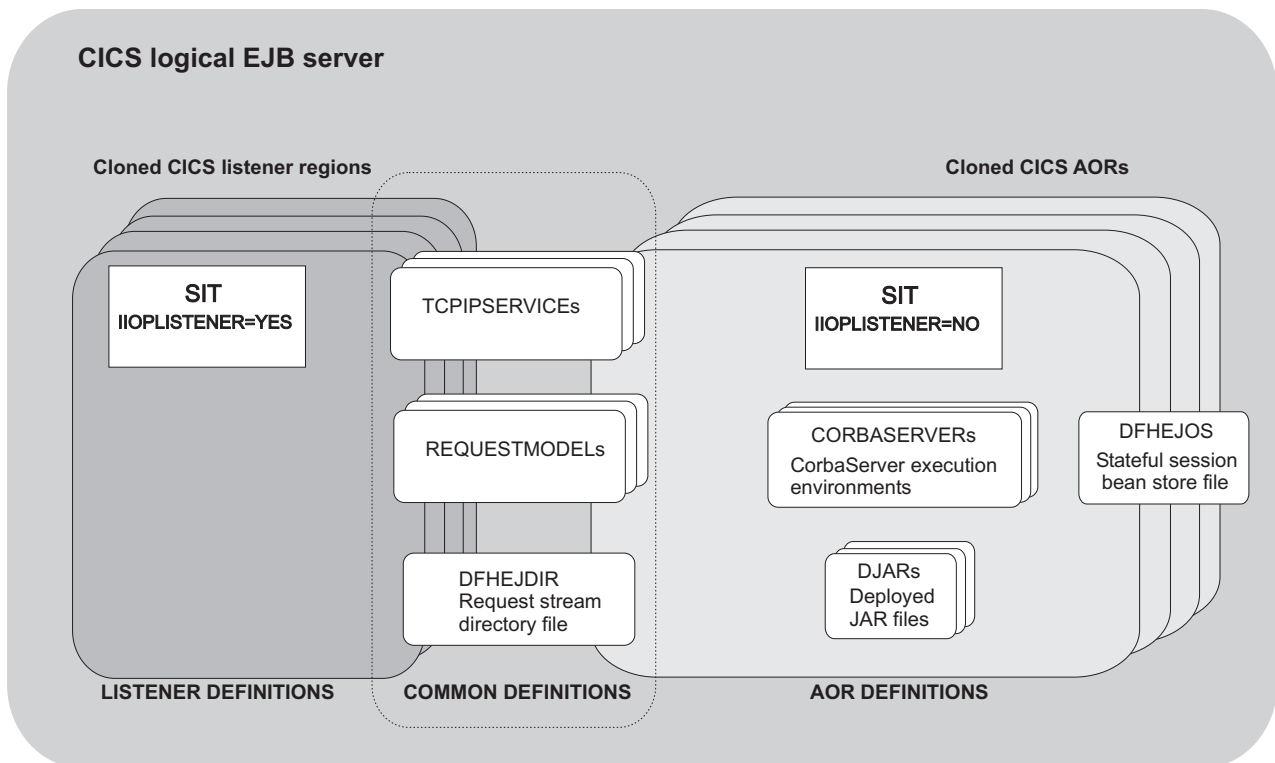 CICS logical EJB server
Cloned CICS listener regions
Cloned CICS AORs
SIT
IIOPLISTENER=YES
TCPIPSERVICEs
SIT
IIOPLISTENER=NO
REQUESTMODELs
CORBASERVERs
CorbaServer execution
environments
DFHEJOS
Stateful session
bean store file
DFHEJDIR
Request stream
directory file
DJARs
Deployed
JAR files
LISTENER DEFINITIONS
COMMON DEFINITIONS
AOR DEFINITIONS